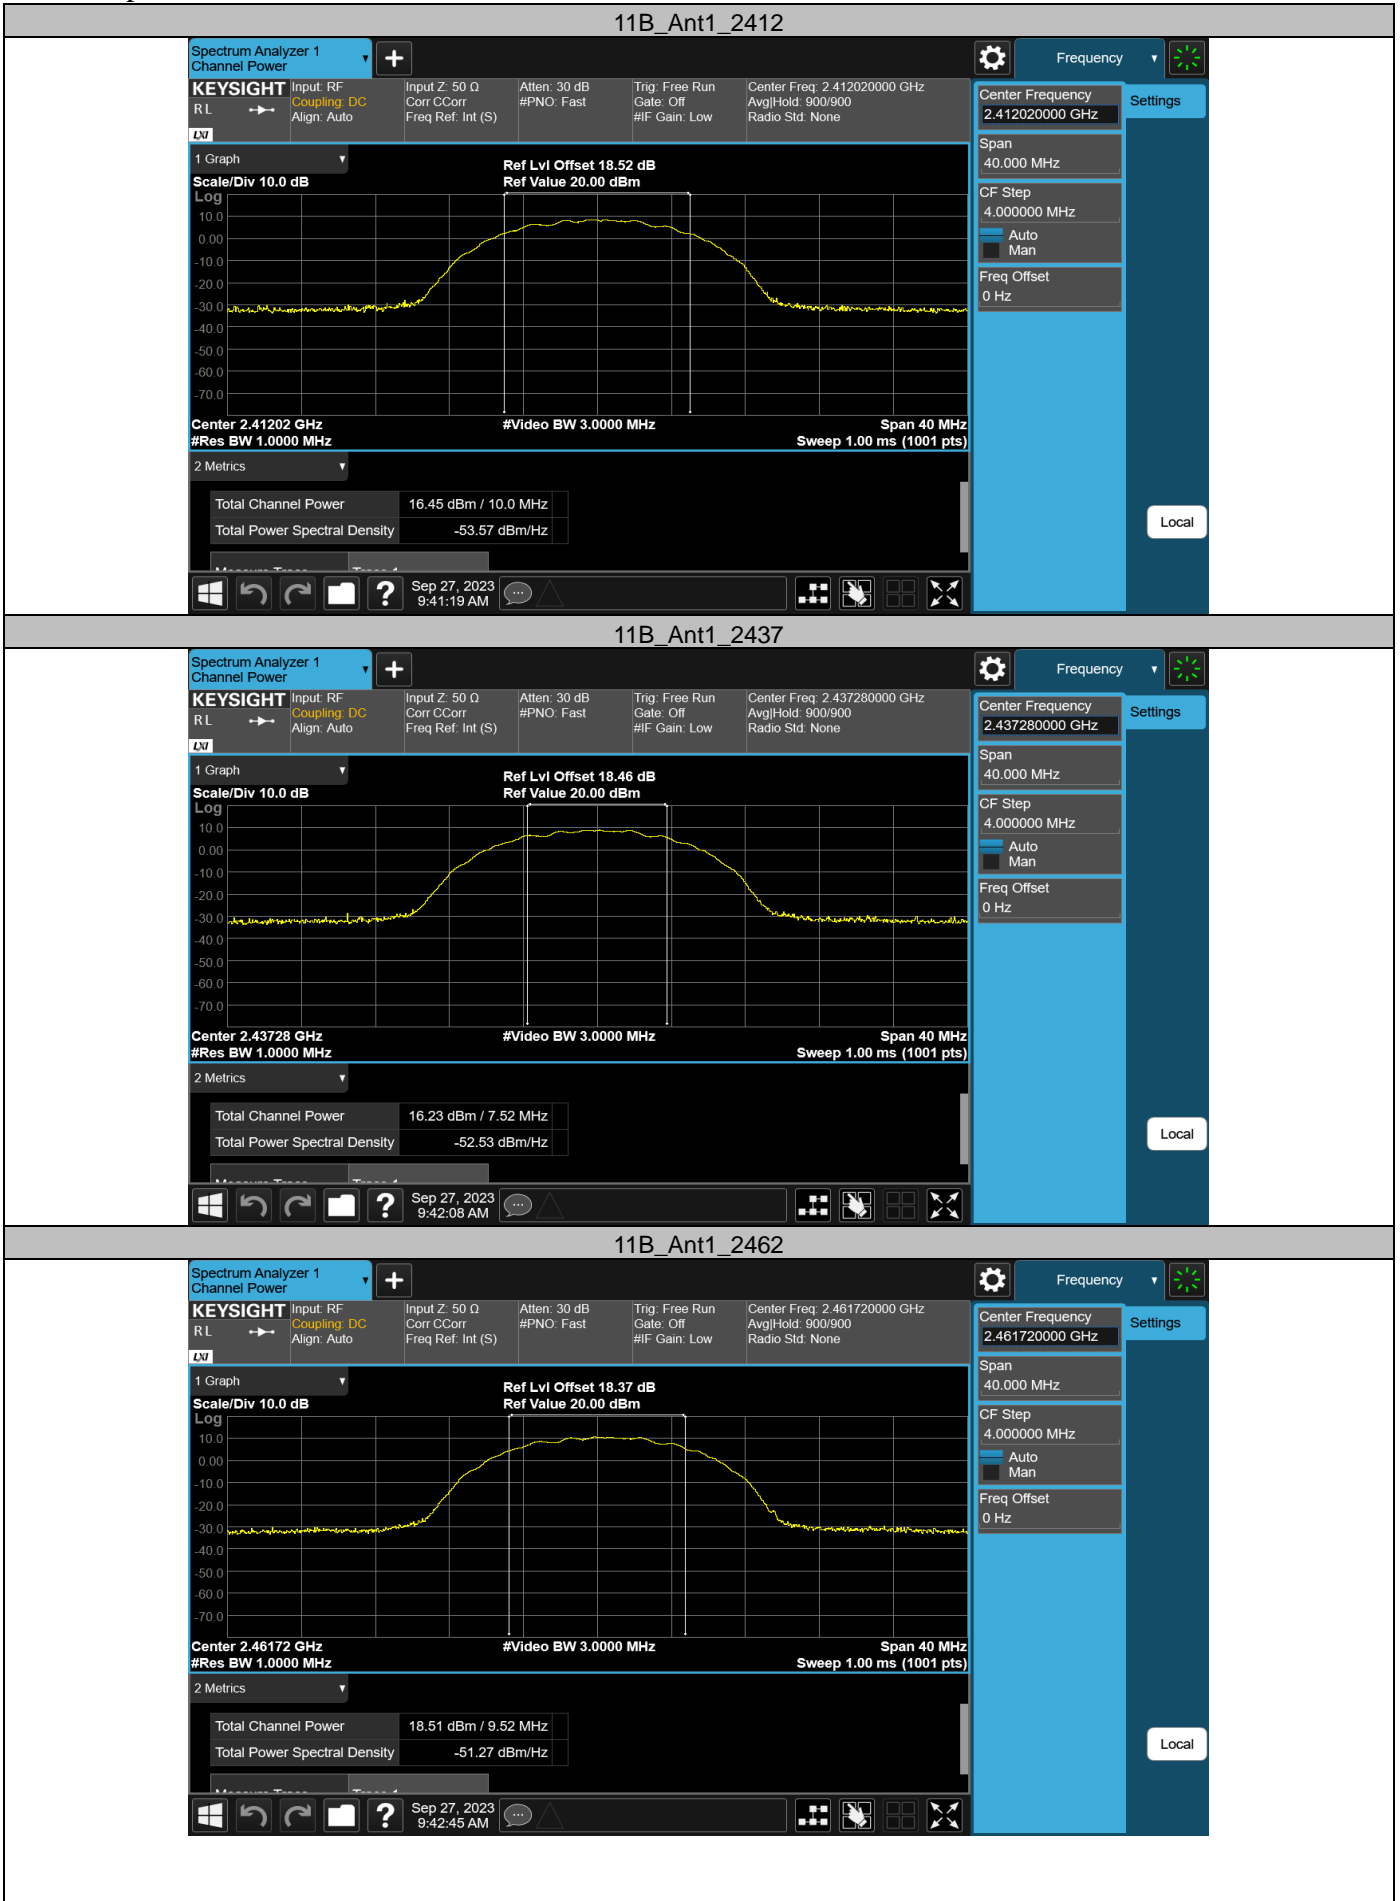 11B_Ant1_2412
Spectrum Analyzer 1
Channel Power
Frequency
KEYSIGHT
RL
LXI
Input: RF
Coupling: DC
Align: Auto
Input Z: 50 Ω
Corr CCorr
Freq Ref: Int (S)
Atten: 30 dB
#PNO: Fast
Trig: Free Run
Gate: Off
#IF Gain: Low
Center Freq: 2.412020000 GHz
Avg|Hold: 900/900
Radio Std: None
Center Frequency
2.412020000 GHz
Settings
Span
40.000 MHz
CF Step
4.000000 MHz
Auto
Man
Freq Offset
0 Hz
1 Graph
Scale/Div 10.0 dB
Ref Lvl Offset 18.52 dB
Ref Value 20.00 dBm
Log
10.0
0.00
-10.0
-20.0
-30.0
-40.0
-50.0
-60.0
-70.0
Center 2.41202 GHz
#Res BW 1.0000 MHz
#Video BW 3.0000 MHz
Span 40 MHz
Sweep 1.00 ms (1001 pts)
2 Metrics
Total Channel Power 16.45 dBm / 10.0 MHz
Total Power Spectral Density -53.57 dBm/Hz
Local
Sep 27, 2023
9:41:19 AM
11B_Ant1_2437
Spectrum Analyzer 1
Channel Power
Frequency
KEYSIGHT
RL
LXI
Input: RF
Coupling: DC
Align: Auto
Input Z: 50 Ω
Corr CCorr
Freq Ref: Int (S)
Atten: 30 dB
#PNO: Fast
Trig: Free Run
Gate: Off
#IF Gain: Low
Center Freq: 2.437280000 GHz
Avg|Hold: 900/900
Radio Std: None
Center Frequency
2.437280000 GHz
Settings
Span
40.000 MHz
CF Step
4.000000 MHz
Auto
Man
Freq Offset
0 Hz
1 Graph
Scale/Div 10.0 dB
Ref Lvl Offset 18.46 dB
Ref Value 20.00 dBm
Log
10.0
0.00
-10.0
-20.0
-30.0
-40.0
-50.0
-60.0
-70.0
Center 2.43728 GHz
#Res BW 1.0000 MHz
#Video BW 3.0000 MHz
Span 40 MHz
Sweep 1.00 ms (1001 pts)
2 Metrics
Total Channel Power 16.23 dBm / 7.52 MHz
Total Power Spectral Density -52.53 dBm/Hz
Local
Sep 27, 2023
9:42:08 AM
11B_Ant1_2462
Spectrum Analyzer 1
Channel Power
Frequency
KEYSIGHT
RL
LXI
Input: RF
Coupling: DC
Align: Auto
Input Z: 50 Ω
Corr CCorr
Freq Ref: Int (S)
Atten: 30 dB
#PNO: Fast
Trig: Free Run
Gate: Off
#IF Gain: Low
Center Freq: 2.461720000 GHz
Avg|Hold: 900/900
Radio Std: None
Center Frequency
2.461720000 GHz
Settings
Span
40.000 MHz
CF Step
4.000000 MHz
Auto
Man
Freq Offset
0 Hz
1 Graph
Scale/Div 10.0 dB
Ref Lvl Offset 18.37 dB
Ref Value 20.00 dBm
Log
10.0
0.00
-10.0
-20.0
-30.0
-40.0
-50.0
-60.0
-70.0
Center 2.46172 GHz
#Res BW 1.0000 MHz
#Video BW 3.0000 MHz
Span 40 MHz
Sweep 1.00 ms (1001 pts)
2 Metrics
Total Channel Power 18.51 dBm / 9.52 MHz
Total Power Spectral Density -51.27 dBm/Hz
Local
Sep 27, 2023
9:42:45 AM